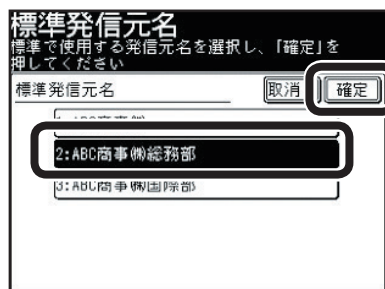 標準発信元名
標準で使用する発信元名を選択し、「確定」を
押してください
標準発信元名 取消 確定
2:ABC商事㈱総務部
3:ABC商事㈱国際部